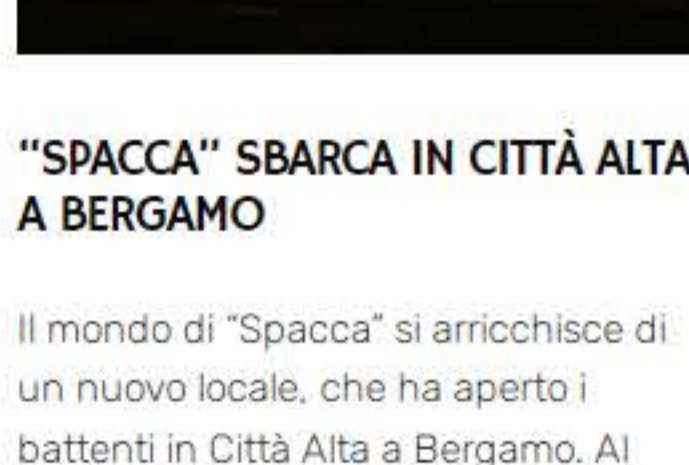 “SPACCA” SBARCA IN CITTÀ ALTA
A BERGAMO
Il mondo di “Spacca” si arricchisce di
un nuovo locale, che ha aperto i
battenti in Città Alta a Bergamo. Al